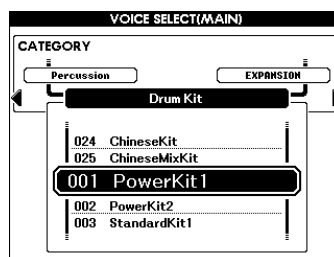 VOICE SELECT(MAIN)
CATEGORY
Percussion
EXPANSION
Drum Kit
024 ChineseKit
025 ChineseMixKit
001 PowerKit1
002 PowerKit2
003 StandardKit1